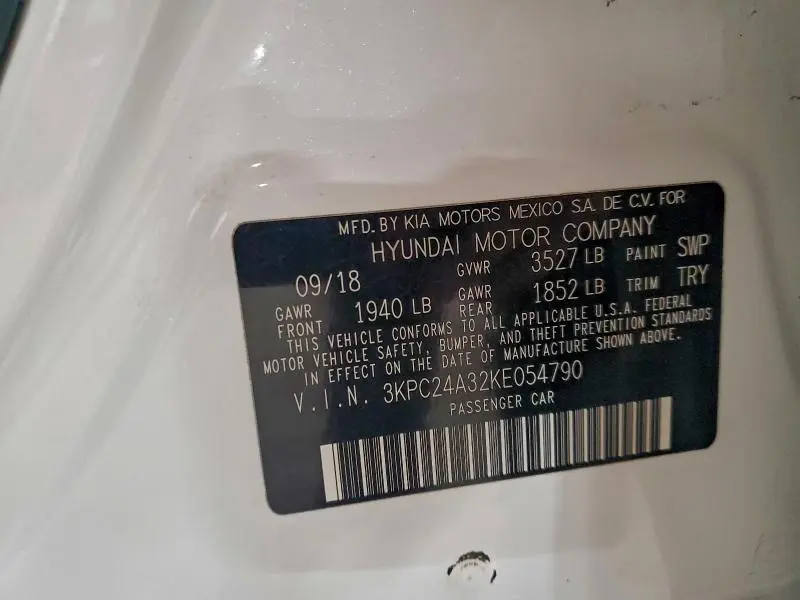 MFD. BY KIA MOTORS MEXICO S.A. DE C.V. FOR
HYUNDAI MOTOR COMPANY
09/18 GVWR 3527 LB PAINT SWP
GAWR FRONT 1940 LB GAWR REAR 1852 LB TRIM TRY
THIS VEHICLE CONFORMS TO ALL APPLICABLE U.S.A. FEDERAL
MOTOR VEHICLE SAFETY, BUMPER, AND THEFT PREVENTION STANDARDS
IN EFFECT ON THE DATE OF MANUFACTURE SHOWN ABOVE.
V.I.N. 3KPC24A32KE054790
PASSENGER CAR